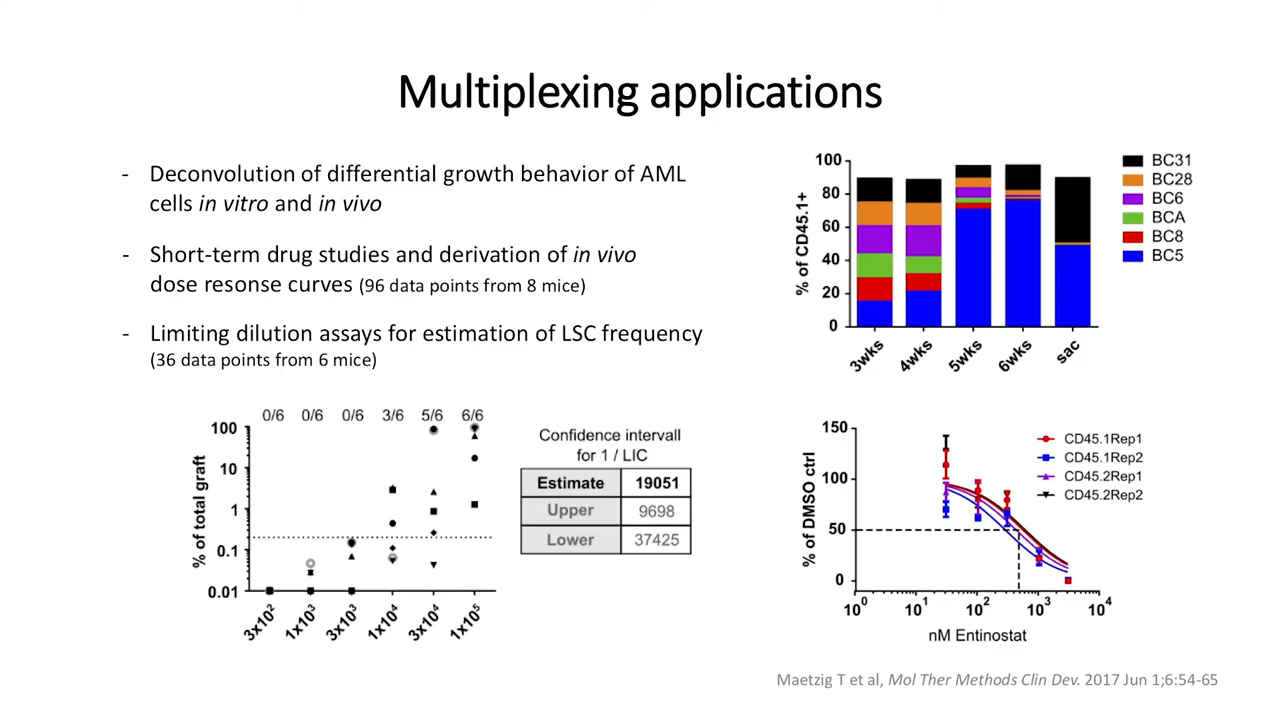 Multiplexing applications
- Deconvolution of differential growth behavior of AML
cells in vitro and in vivo
- Short-term drug studies and derivation of in vivo
dose resonse curves (96 data points from 8 mice)
- Limiting dilution assays for estimation of LSC frequency
(36 data points from 6 mice)
% of CD45.1+
100
80
60
40
20
0
3wks 4wks 5wks 6wks sac
BC31
BC28
BC6
BCA
BC8
BC5
0/6 0/6 0/6 3/6 5/6 6/6
% of total graft
100
10
1
0.1
0.01
3x10² 1x10³ 3x10³ 1x10⁴ 3x10⁴ 1x10⁵
Confidence intervall
for 1 / LIC
Estimate 19051
Upper 9698
Lower 37425
% of DMSO ctrl
150
100
50
0
10⁰ 10¹ 10² 10³ 10⁴
nM Entinostat
CD45.1Rep1
CD45.1Rep2
CD45.2Rep1
CD45.2Rep2
Maetzig T et al, Mol Ther Methods Clin Dev. 2017 Jun 1;6:54-65